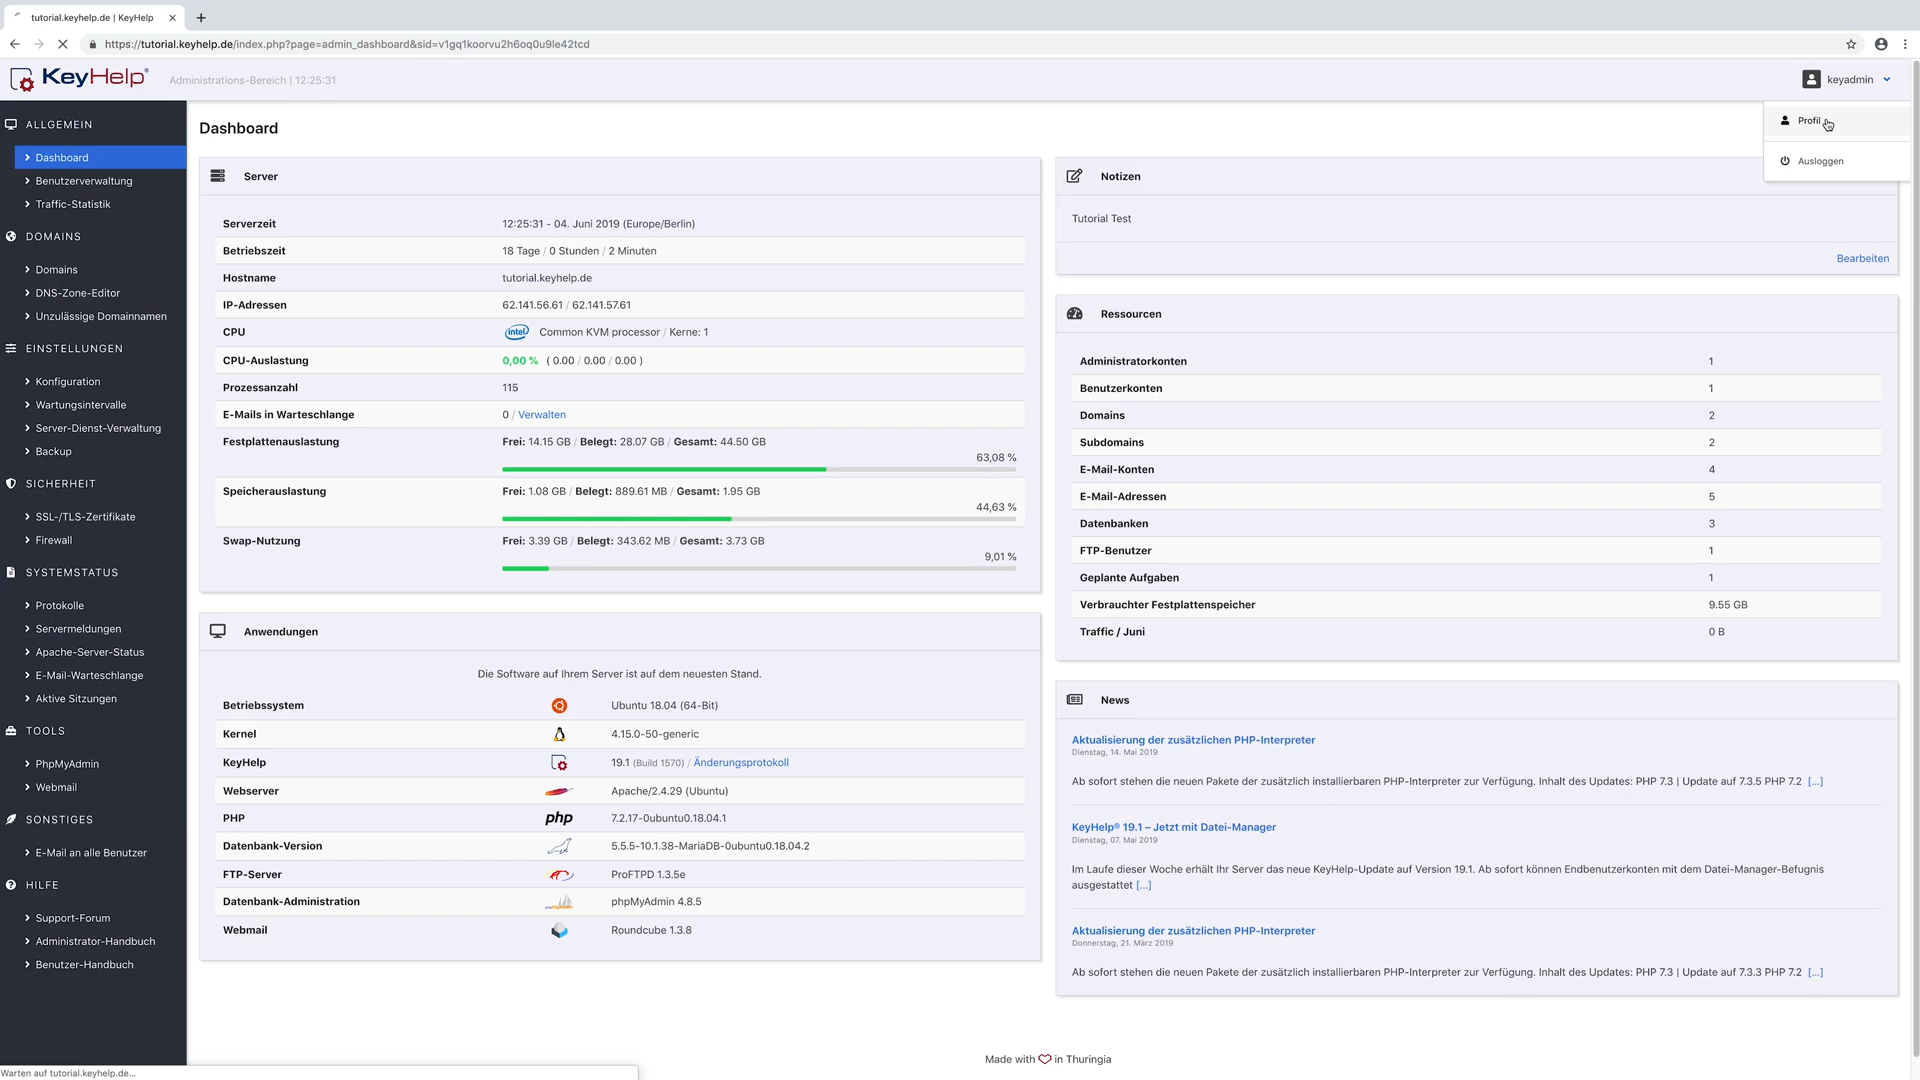 tutorial.keyhelp.de | KeyHelp
https://tutorial.keyhelp.de/index.php?page=admin_dashboard&sid=v1gq1koorvu2h6oq0u9le42tcd
KeyHelp®
Administrations-Bereich | 12:25:31
keyadmin
Profil
Ausloggen
ALLGEMEIN
Dashboard
Benutzerverwaltung
Traffic-Statistik
DOMAINS
Domains
DNS-Zone-Editor
Unzulässige Domainnamen
EINSTELLUNGEN
Konfiguration
Wartungsintervalle
Server-Dienst-Verwaltung
Backup
SICHERHEIT
SSL-/TLS-Zertifikate
Firewall
SYSTEMSTATUS
Protokolle
Servermeldungen
Apache-Server-Status
E-Mail-Warteschlange
Aktive Sitzungen
TOOLS
PhpMyAdmin
Webmail
SONSTIGES
E-Mail an alle Benutzer
HILFE
Support-Forum
Administrator-Handbuch
Benutzer-Handbuch
Dashboard
Server
Serverzeit 12:25:31 - 04. Juni 2019 (Europe/Berlin)
Betriebszeit 18 Tage / 0 Stunden / 2 Minuten
Hostname tutorial.keyhelp.de
IP-Adressen 62.141.56.61 / 62.141.57.61
CPU intel Common KVM processor / Kerne: 1
CPU-Auslastung 0,00 % ( 0.00 / 0.00 / 0.00 )
Prozessanzahl 115
E-Mails in Warteschlange 0 / Verwalten
Festplattenauslastung Frei: 14.15 GB / Belegt: 28.07 GB / Gesamt: 44.50 GB
63,08 %
Speicherauslastung Frei: 1.08 GB / Belegt: 889.61 MB / Gesamt: 1.95 GB
44,63 %
Swap-Nutzung Frei: 3.39 GB / Belegt: 343.62 MB / Gesamt: 3.73 GB
9,01 %
Anwendungen
Die Software auf Ihrem Server ist auf dem neuesten Stand.
Betriebssystem Ubuntu 18.04 (64-Bit)
Kernel 4.15.0-50-generic
KeyHelp 19.1 (Build 1570) / Änderungsprotokoll
Webserver Apache/2.4.29 (Ubuntu)
PHP php 7.2.17-0ubuntu0.18.04.1
Datenbank-Version 5.5.5-10.1.38-MariaDB-0ubuntu0.18.04.2
FTP-Server ProFTPD 1.3.5e
Datenbank-Administration phpMyAdmin 4.8.5
Webmail Roundcube 1.3.8
Notizen
Tutorial Test
Bearbeiten
Ressourcen
Administratorkonten 1
Benutzerkonten 1
Domains 2
Subdomains 2
E-Mail-Konten 4
E-Mail-Adressen 5
Datenbanken 3
FTP-Benutzer 1
Geplante Aufgaben 1
Verbrauchter Festplattenspeicher 9.55 GB
Traffic / Juni 0 B
News
Aktualisierung der zusätzlichen PHP-Interpreter
Dienstag, 14. Mai 2019
Ab sofort stehen die neuen Pakete der zusätzlich installierbaren PHP-Interpreter zur Verfügung. Inhalt des Updates: PHP 7.3 | Update auf 7.3.5 PHP 7.2 [...]
KeyHelp® 19.1 – Jetzt mit Datei-Manager
Dienstag, 07. Mai 2019
Im Laufe dieser Woche erhält Ihr Server das neue KeyHelp-Update auf Version 19.1. Ab sofort können Endbenutzerkonten mit dem Datei-Manager-Befugnis
ausgestattet [...]
Aktualisierung der zusätzlichen PHP-Interpreter
Donnerstag, 21. März 2019
Ab sofort stehen die neuen Pakete der zusätzlich installierbaren PHP-Interpreter zur Verfügung. Inhalt des Updates: PHP 7.3 | Update auf 7.3.3 PHP 7.2 [...]
Made with in Thuringia
Warten auf tutorial.keyhelp.de...